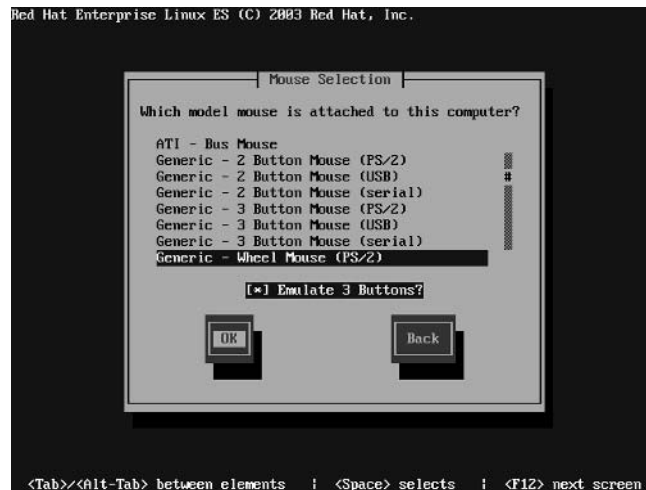 Red Hat Enterprise Linux ES (C) 2003 Red Hat, Inc.
Mouse Selection
Which model mouse is attached to this computer?
ATI - Bus Mouse
Generic - 2 Button Mouse (PS/2)
Generic - 2 Button Mouse (USB)
Generic - 2 Button Mouse (serial)
Generic - 3 Button Mouse (PS/2)
Generic - 3 Button Mouse (USB)
Generic - 3 Button Mouse (serial)
Generic - Wheel Mouse (PS/2)
#
[*] Emulate 3 Buttons?
OK Back
<Tab>/<Alt-Tab> between elements | <Space> selects | <F12> next screen